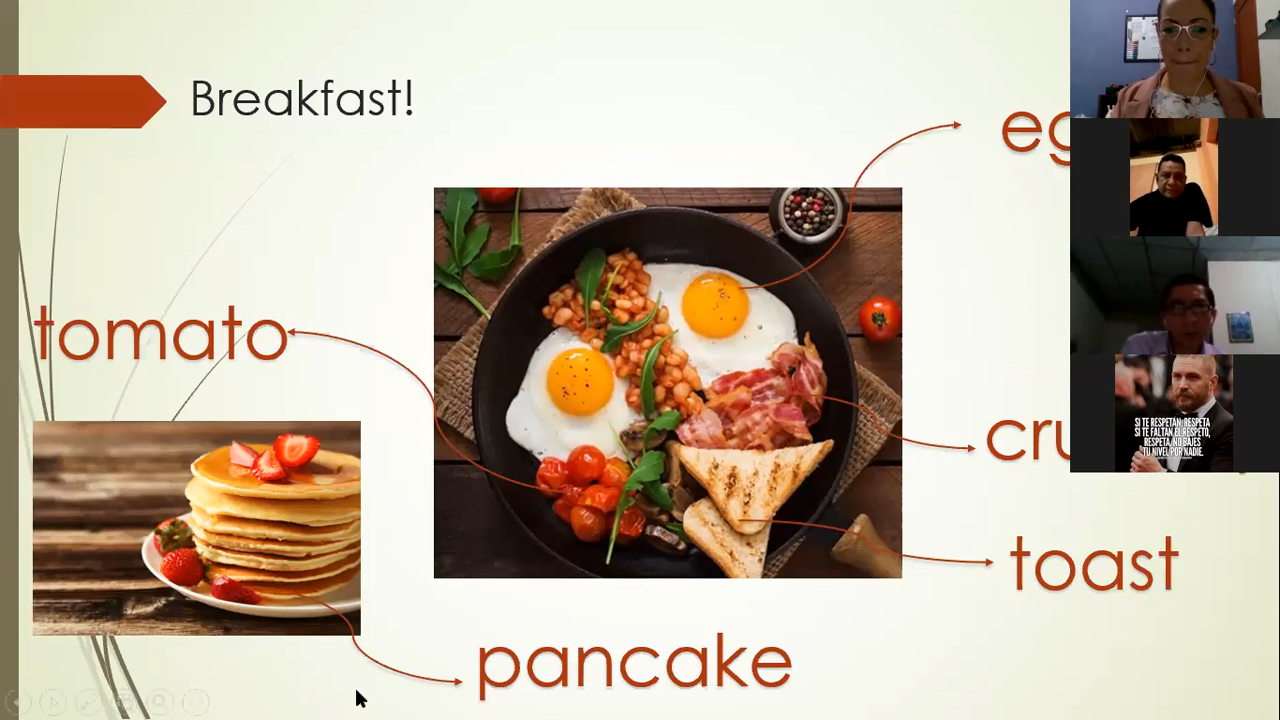 Breakfast!
tomato
toast
pancake
SI TE RESPETAN, RESPETA
SI TE FALTAN EL RESPETO,
RESPETA, NO BAJES
TU NIVEL POR NADIE.